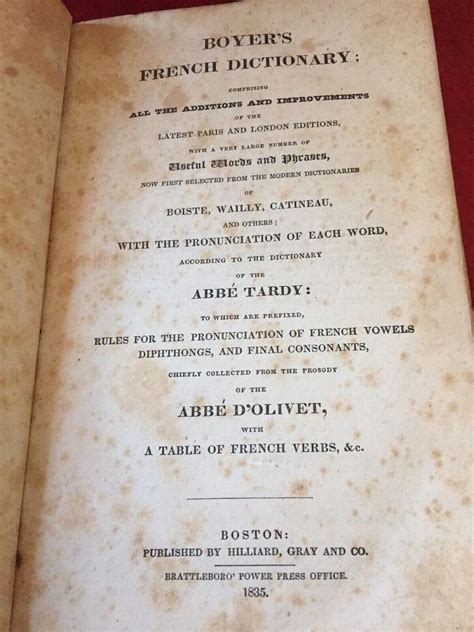 BOYER'S
FRENCH DICTIONARY;
COMPRISING
ALL THE ADDITIONS AND IMPROVEMENTS
OF THE
LATEST PARIS AND LONDON EDITIONS,
WITH A VERY LARGE NUMBER OF
Useful Words and Phrases,
NOW FIRST SELECTED FROM THE MODERN DICTIONARIES
OF
BOISTE, WAILLY, CATINEAU,
AND OTHERS;
WITH THE PRONUNCIATION OF EACH WORD,
ACCORDING TO THE DICTIONARY
OF THE
ABBÉ TARDY:
TO WHICH ARE PREFIXED,
RULES FOR THE PRONUNCIATION OF FRENCH VOWELS
DIPHTHONGS, AND FINAL CONSONANTS,
CHIEFLY COLLECTED FROM THE PROSODY
OF THE
ABBÉ D'OLIVET,
WITH
A TABLE OF FRENCH VERBS, &c.
BOSTON:
PUBLISHED BY HILLIARD, GRAY AND CO.
BRATTLEBORO' POWER PRESS OFFICE.
1835.